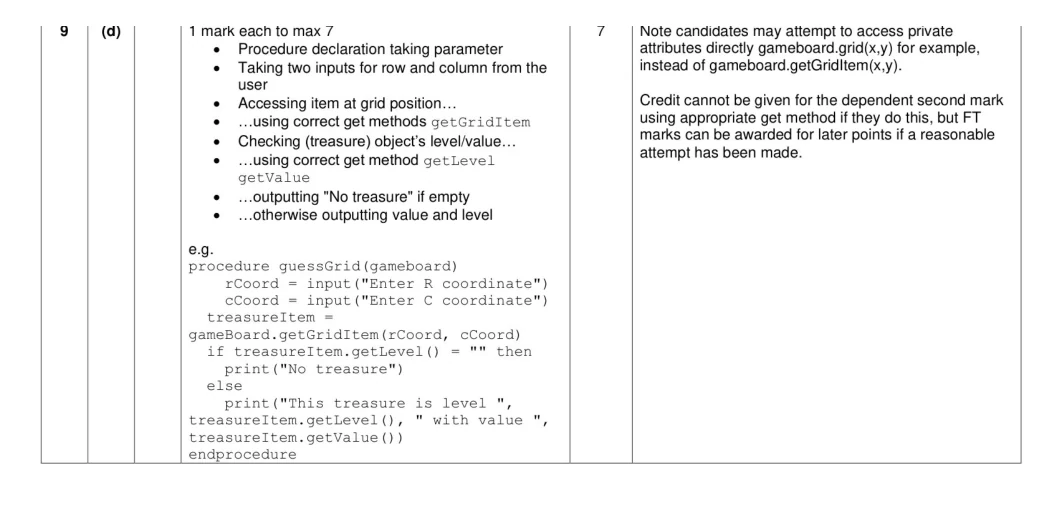 9 (d) 1 mark each to max 7 7 Note candidates may attempt to access private
• Procedure declaration taking parameter
• Taking two inputs for row and column from the
user
• Accessing item at grid position…
• …using correct get methods getGridItem
• Checking (treasure) object's level/value…
• …using correct get method getLevel
getValue
• …outputting "No treasure" if empty
• …otherwise outputting value and level
e.g.
procedure guessGrid(gameboard)
rCoord = input("Enter R coordinate")
cCoord = input("Enter C coordinate")
treasureItem =
gameBoard.getGridItem(rCoord, cCoord)
if treasureItem.getLevel() = "" then
print("No treasure")
else
print("This treasure is level ",
treasureItem.getLevel(), " with value ",
treasureItem.getValue())
endprocedure
attributes directly gameboard.grid(x,y) for example,
instead of gameboard.getGridItem(x,y).
Credit cannot be given for the dependent second mark
using appropriate get method if they do this, but FT
marks can be awarded for later points if a reasonable
attempt has been made.